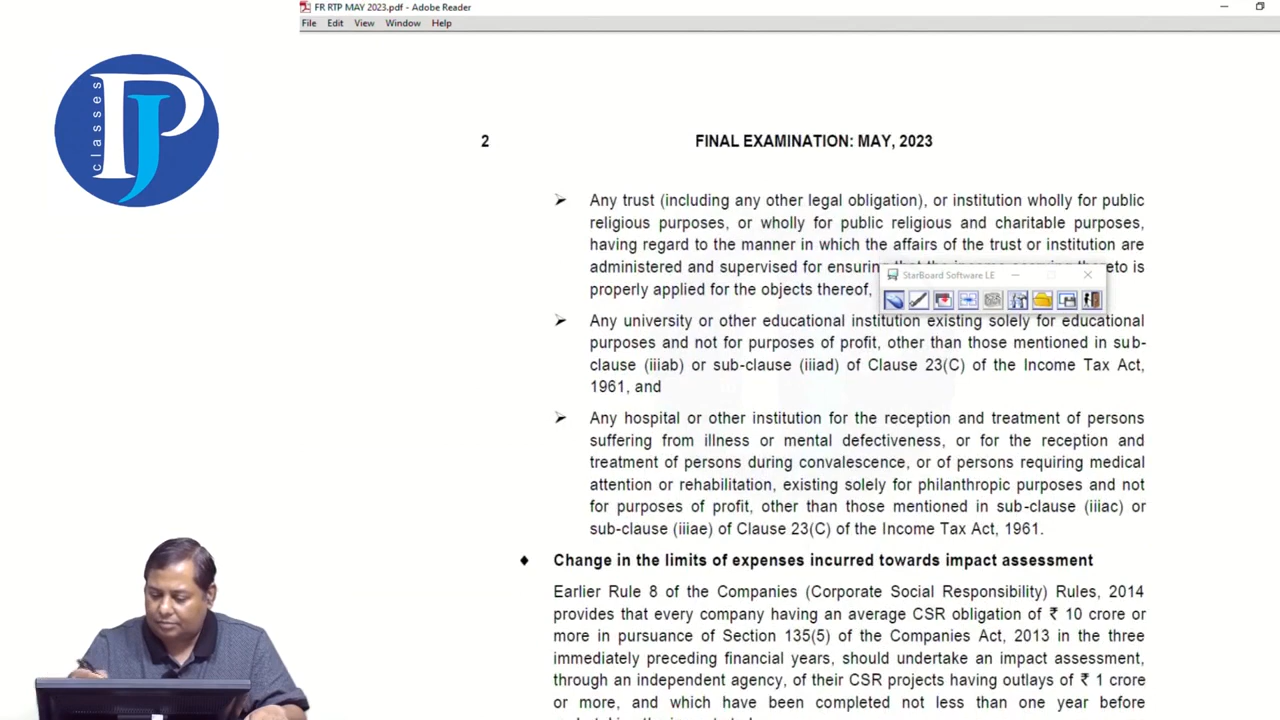 FR RTP MAY 2023.pdf - Adobe Reader
File Edit View Window Help
classes
PJ
2 FINAL EXAMINATION: MAY, 2023
Any trust (including any other legal obligation), or institution wholly for public
religious purposes, or wholly for public religious and charitable purposes,
having regard to the manner in which the affairs of the trust or institution are
administered and supervised for ensuring that the income accruing thereto is
properly applied for the objects thereof,
StarBoard Software LE
Any university or other educational institution existing solely for educational
purposes and not for purposes of profit, other than those mentioned in sub-
clause (iiiab) or sub-clause (iiiad) of Clause 23(C) of the Income Tax Act,
1961, and
Any hospital or other institution for the reception and treatment of persons
suffering from illness or mental defectiveness, or for the reception and
treatment of persons during convalescence, or of persons requiring medical
attention or rehabilitation, existing solely for philanthropic purposes and not
for purposes of profit, other than those mentioned in sub-clause (iiiac) or
sub-clause (iiiae) of Clause 23(C) of the Income Tax Act, 1961.
♦ Change in the limits of expenses incurred towards impact assessment
Earlier Rule 8 of the Companies (Corporate Social Responsibility) Rules, 2014
provides that every company having an average CSR obligation of ₹ 10 crore or
more in pursuance of Section 135(5) of the Companies Act, 2013 in the three
immediately preceding financial years, should undertake an impact assessment,
through an independent agency, of their CSR projects having outlays of ₹ 1 crore
or more, and which have been completed not less than one year before